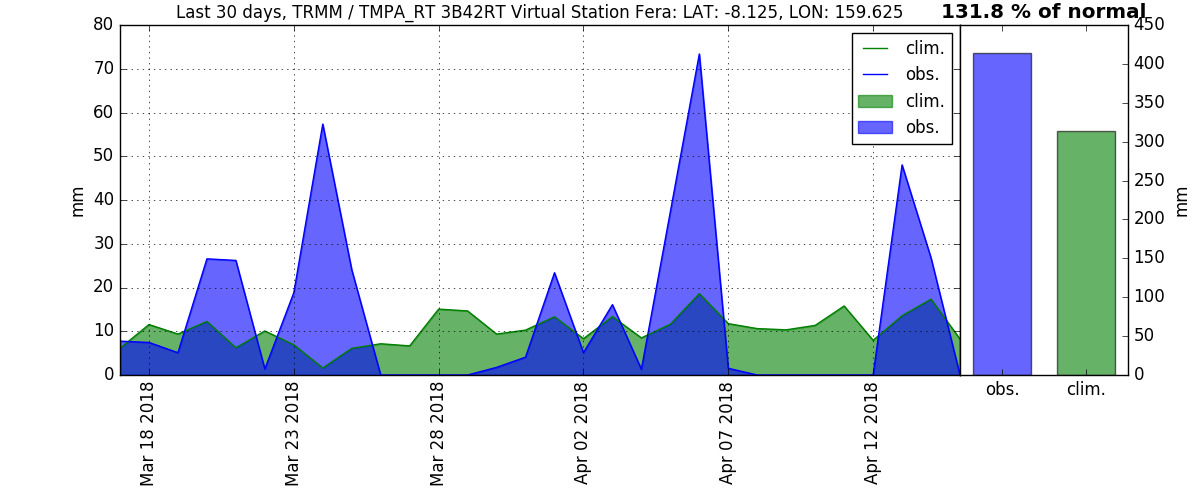 Last 30 days, TRMM / TMPA_RT 3B42RT Virtual Station Fera: LAT: -8.125, LON: 159.625
131.8 % of normal
80
70
60
50
40
30
20
10
0
mm
clim.
obs.
clim.
obs.
Mar 18 2018
Mar 23 2018
Mar 28 2018
Apr 02 2018
Apr 07 2018
Apr 12 2018
450
400
350
300
250
200
150
100
50
0
mm
obs.
clim.